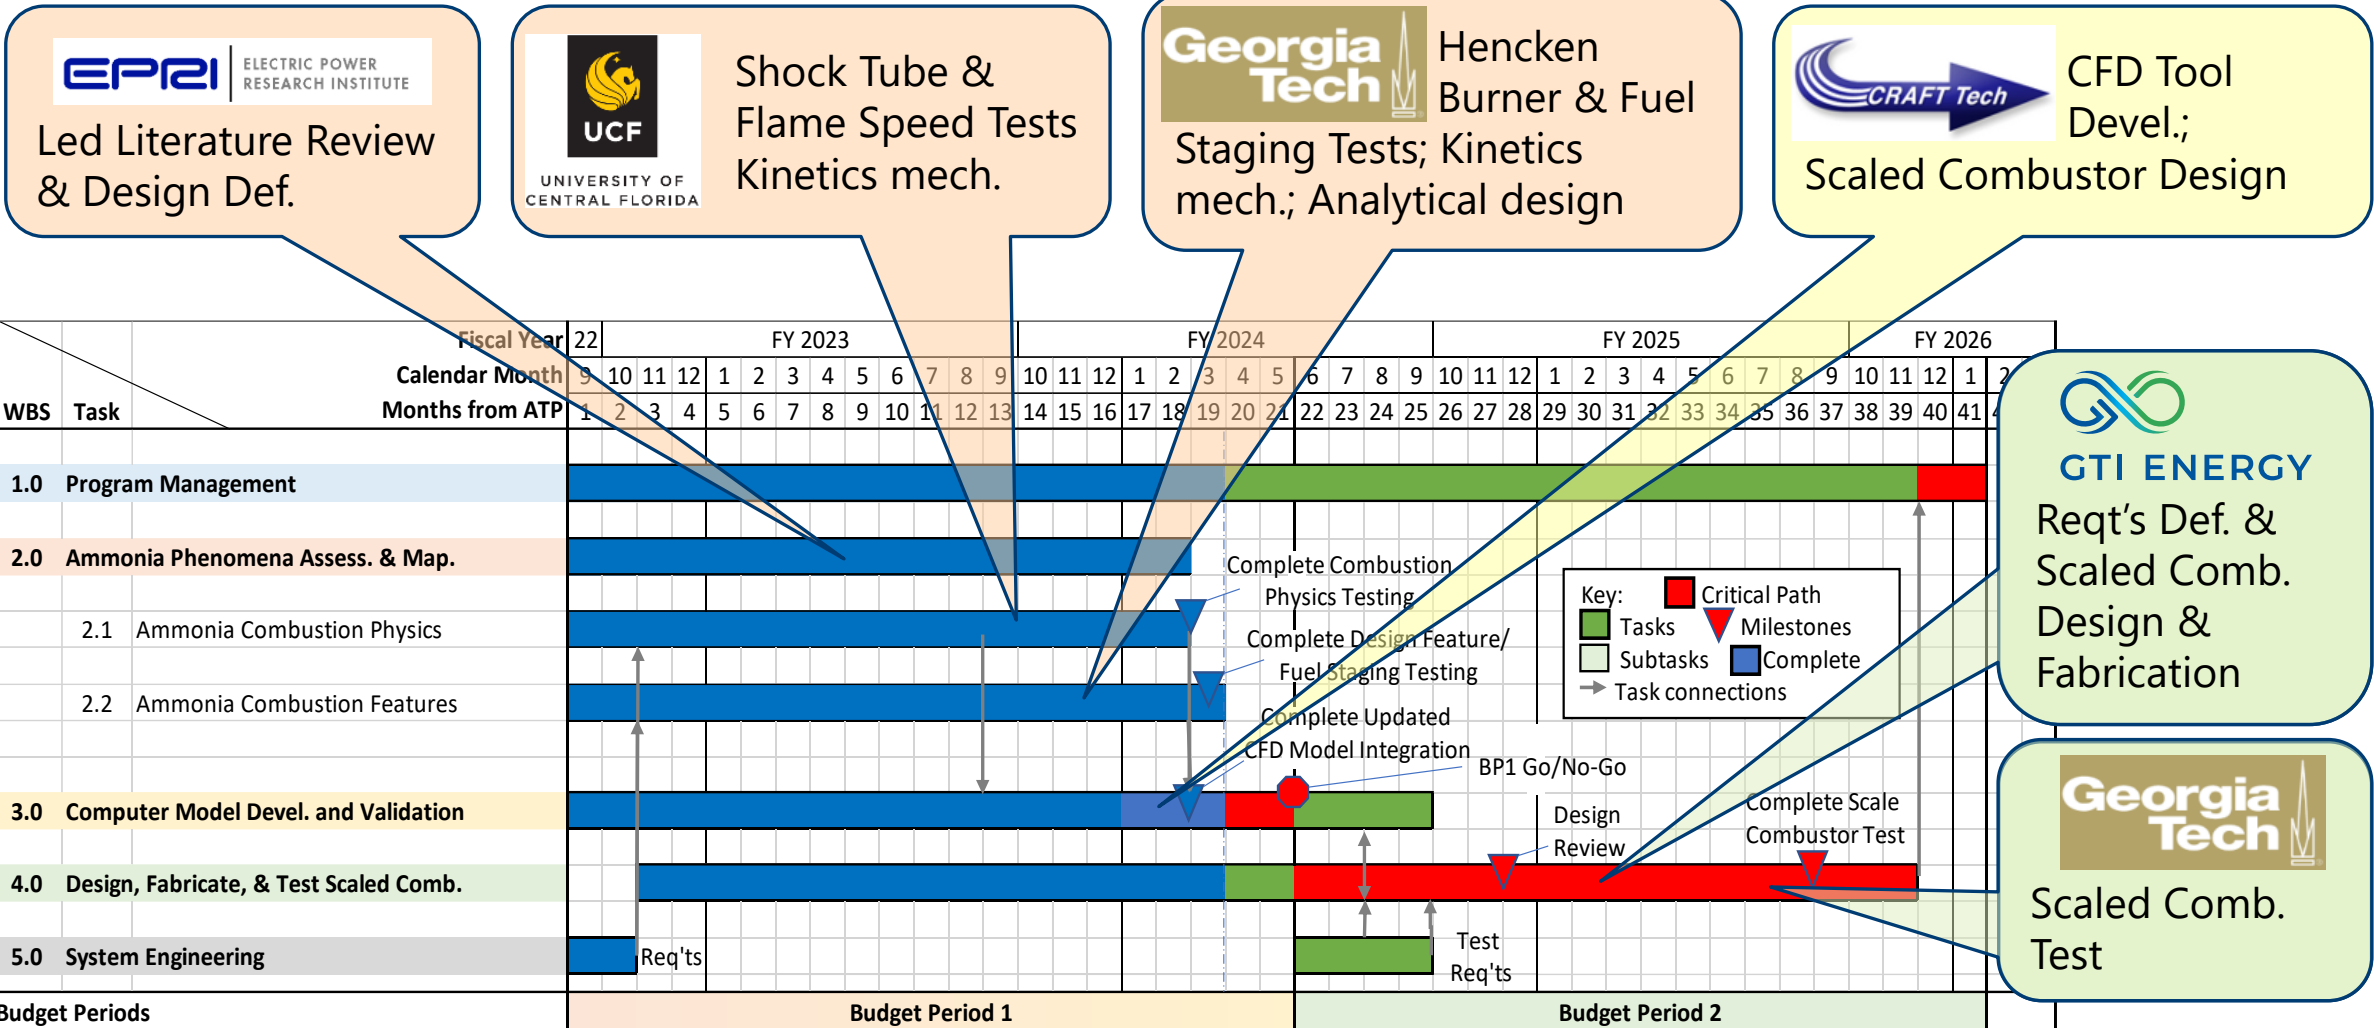 EPRI
ELECTRIC POWER
RESEARCH INSTITUTE
Led Literature Review
& Design Def.
UCF
UNIVERSITY OF
CENTRAL FLORIDA
Shock Tube &
Flame Speed Tests
Kinetics mech.
Georgia
Tech
Hencken
Burner & Fuel
Staging Tests; Kinetics
mech.; Analytical design
CRAFT Tech
CFD Tool
Devel.;
Scaled Combustor Design
Fiscal Year 22 FY 2023 FY 2024 FY 2025 FY 2026
Calendar Month 9 10 11 12 1 2 3 4 5 6 7 8 9 10 11 12 1 2 3 4 5 6 7 8 9 10 11 12 1 2 3 4 5 6 7 8 9 10 11 12 1 2
WBS Task Months from ATP 1 2 3 4 5 6 7 8 9 10 11 12 13 14 15 16 17 18 19 20 21 22 23 24 25 26 27 28 29 30 31 32 33 34 35 36 37 38 39 40 41
1.0 Program Management
2.0 Ammonia Phenomena Assess. & Map.
Complete Combustion
Physics Testing
2.1 Ammonia Combustion Physics
Complete Design Feature/
Fuel Staging Testing
2.2 Ammonia Combustion Features
Complete Updated
CFD Model Integration
BP1 Go/No-Go
3.0 Computer Model Devel. and Validation
Design
Review
Complete Scale
Combustor Test
4.0 Design, Fabricate, & Test Scaled Comb.
5.0 System Engineering
Req'ts
Test
Req'ts
Key:
Critical Path
Tasks
Milestones
Subtasks
Complete
Task connections
GTI ENERGY
Reqt’s Def. &
Scaled Comb.
Design &
Fabrication
Georgia
Tech
Scaled Comb.
Test
Budget Periods Budget Period 1 Budget Period 2